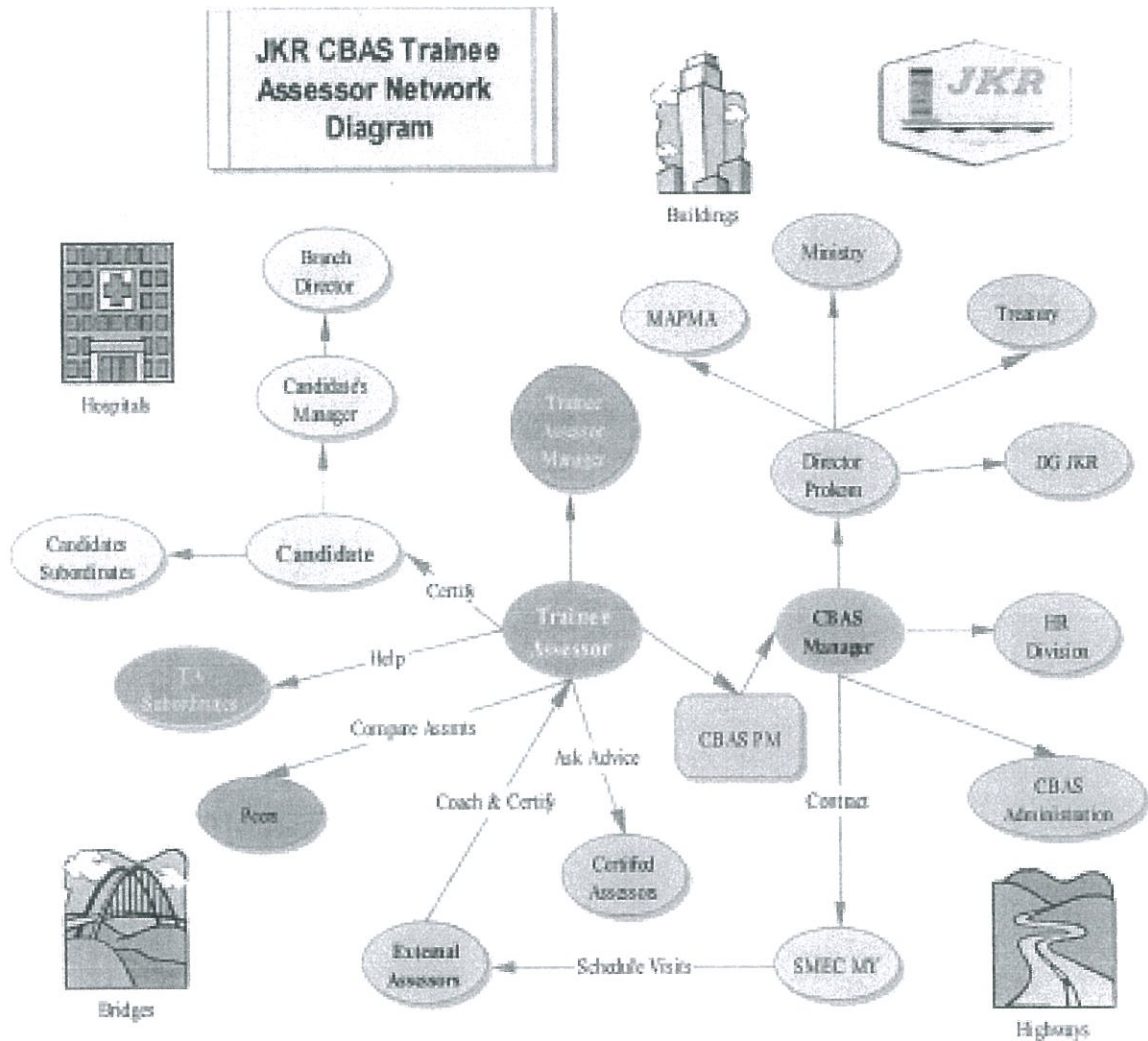 JKR CBAS Trainee
Assessor Network
Diagram
JKR
Buildings
Hospitals
Branch
Director
Ministry
MAPMA
Treasury
Candidate's
Manager
Trainee
Assessor
Manager
Director
Prokom
DG JKR
Candidates
Subordinates
Candidate
Certify
Trainee
Assessor
CBAS
Manager
HR
Division
Help
TA
Subordinates
CBAS PM
Compare Assmts
Ask Advice
Peers
Coach & Certify
Contract
CBAS
Administration
Certified
Assessors
External
Assessors
Schedule Visits
SMEC MY
Bridges
Highways